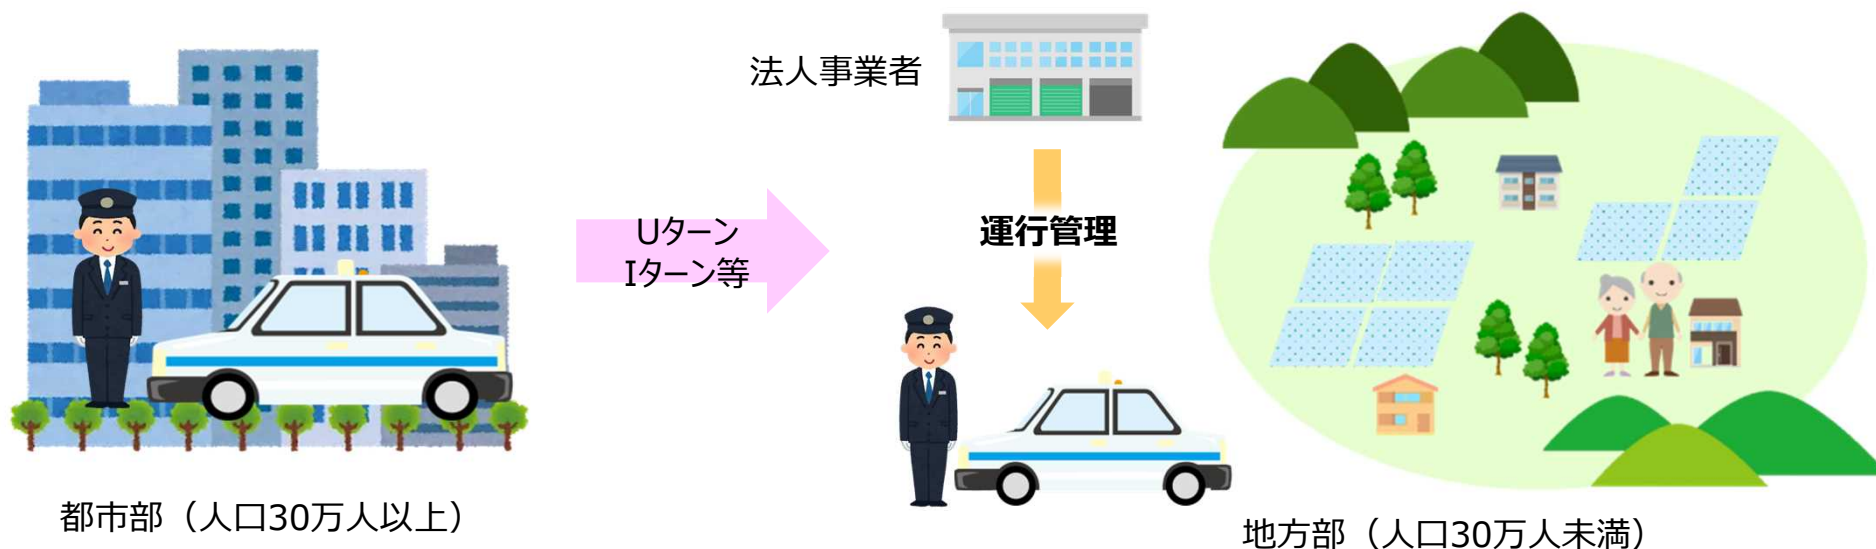 法人事業者
Uターン
Iターン等
運行管理
都市部（人口30万人以上）
地方部（人口30万人未満）